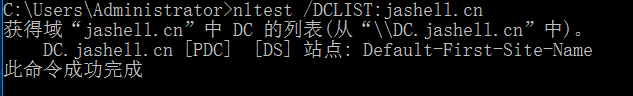 C:\Users\Administrator>nltest /DCLIST:jashell.cn
获得域“jashell.cn”中 DC 的列表(从“\\DC.jashell.cn”中)。
    DC.jashell.cn [PDC]  [DS] 站点: Default-First-Site-Name
此命令成功完成